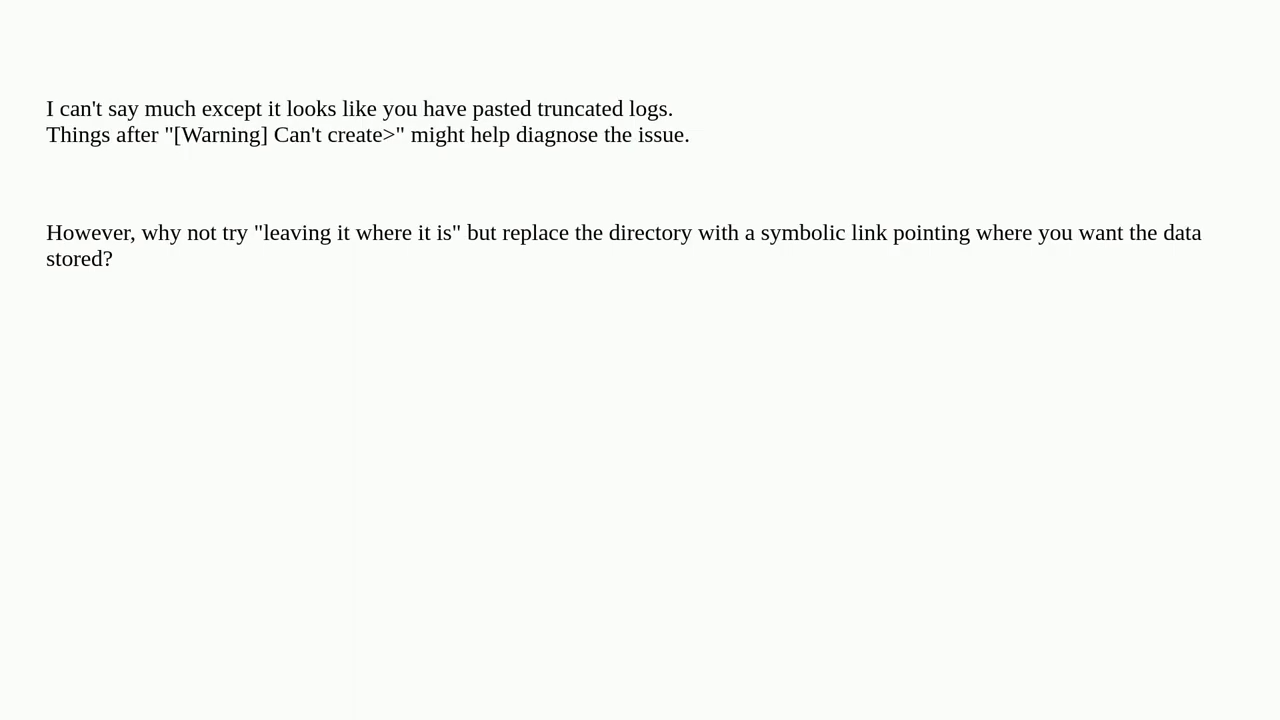 I can't say much except it looks like you have pasted truncated logs.
Things after "[Warning] Can't create>" might help diagnose the issue.
However, why not try "leaving it where it is" but replace the directory with a symbolic link pointing where you want the data
stored?